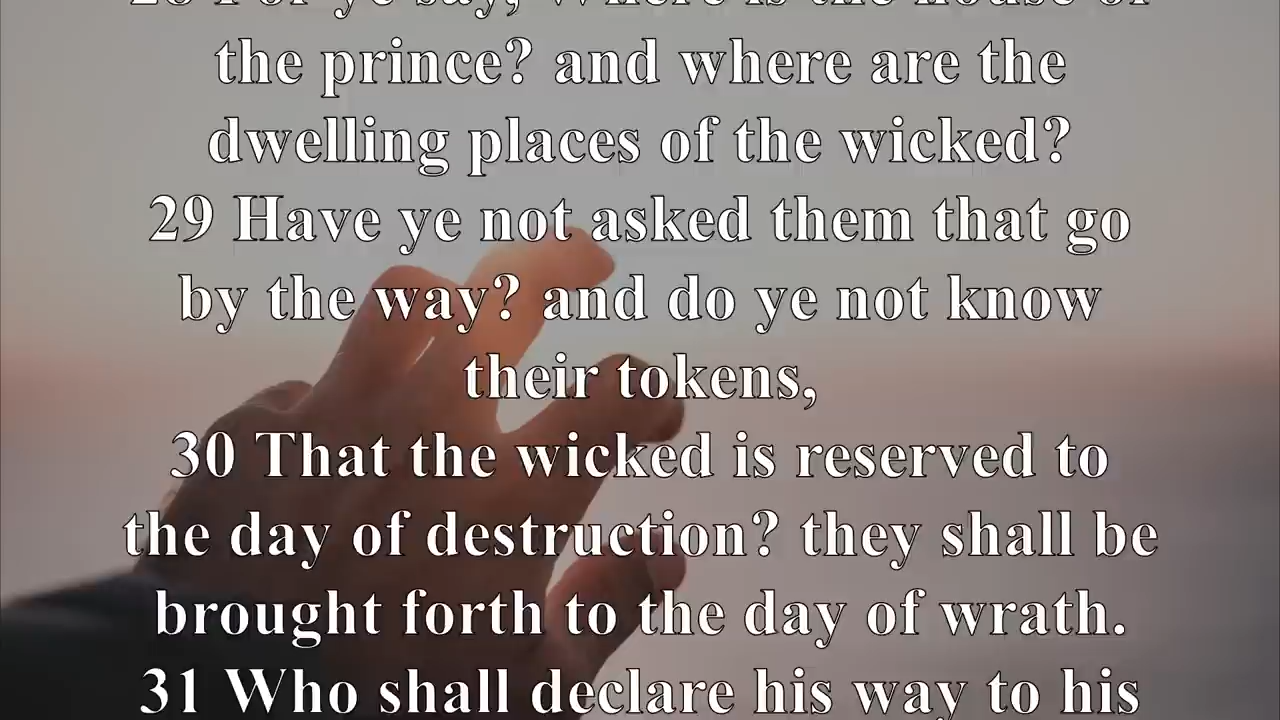 28 For ye say, Where is the house of
the prince? and where are the
dwelling places of the wicked?
29 Have ye not asked them that go
by the way? and do ye not know
their tokens,
30 That the wicked is reserved to
the day of destruction? they shall be
brought forth to the day of wrath.
31 Who shall declare his way to his